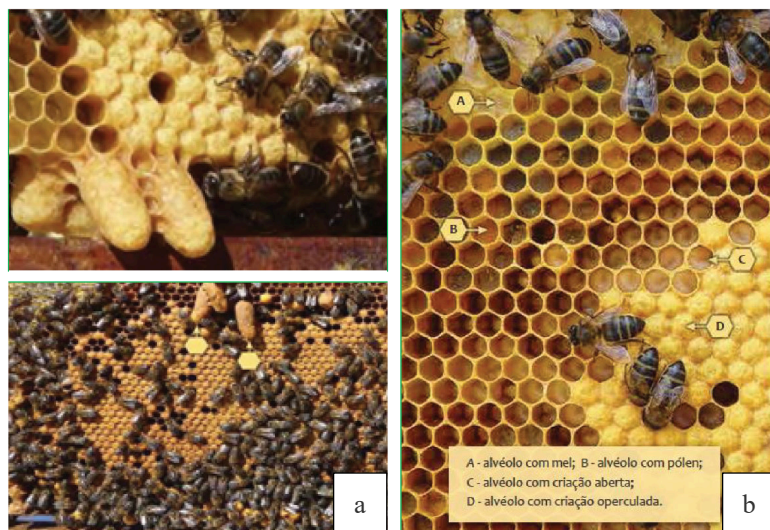 A
B
C
D
A - alvéolo com mel; B - alvéolo com pólen;
C - alvéolo com criação aberta;
D - alvéolo com criação operculada.
a
b